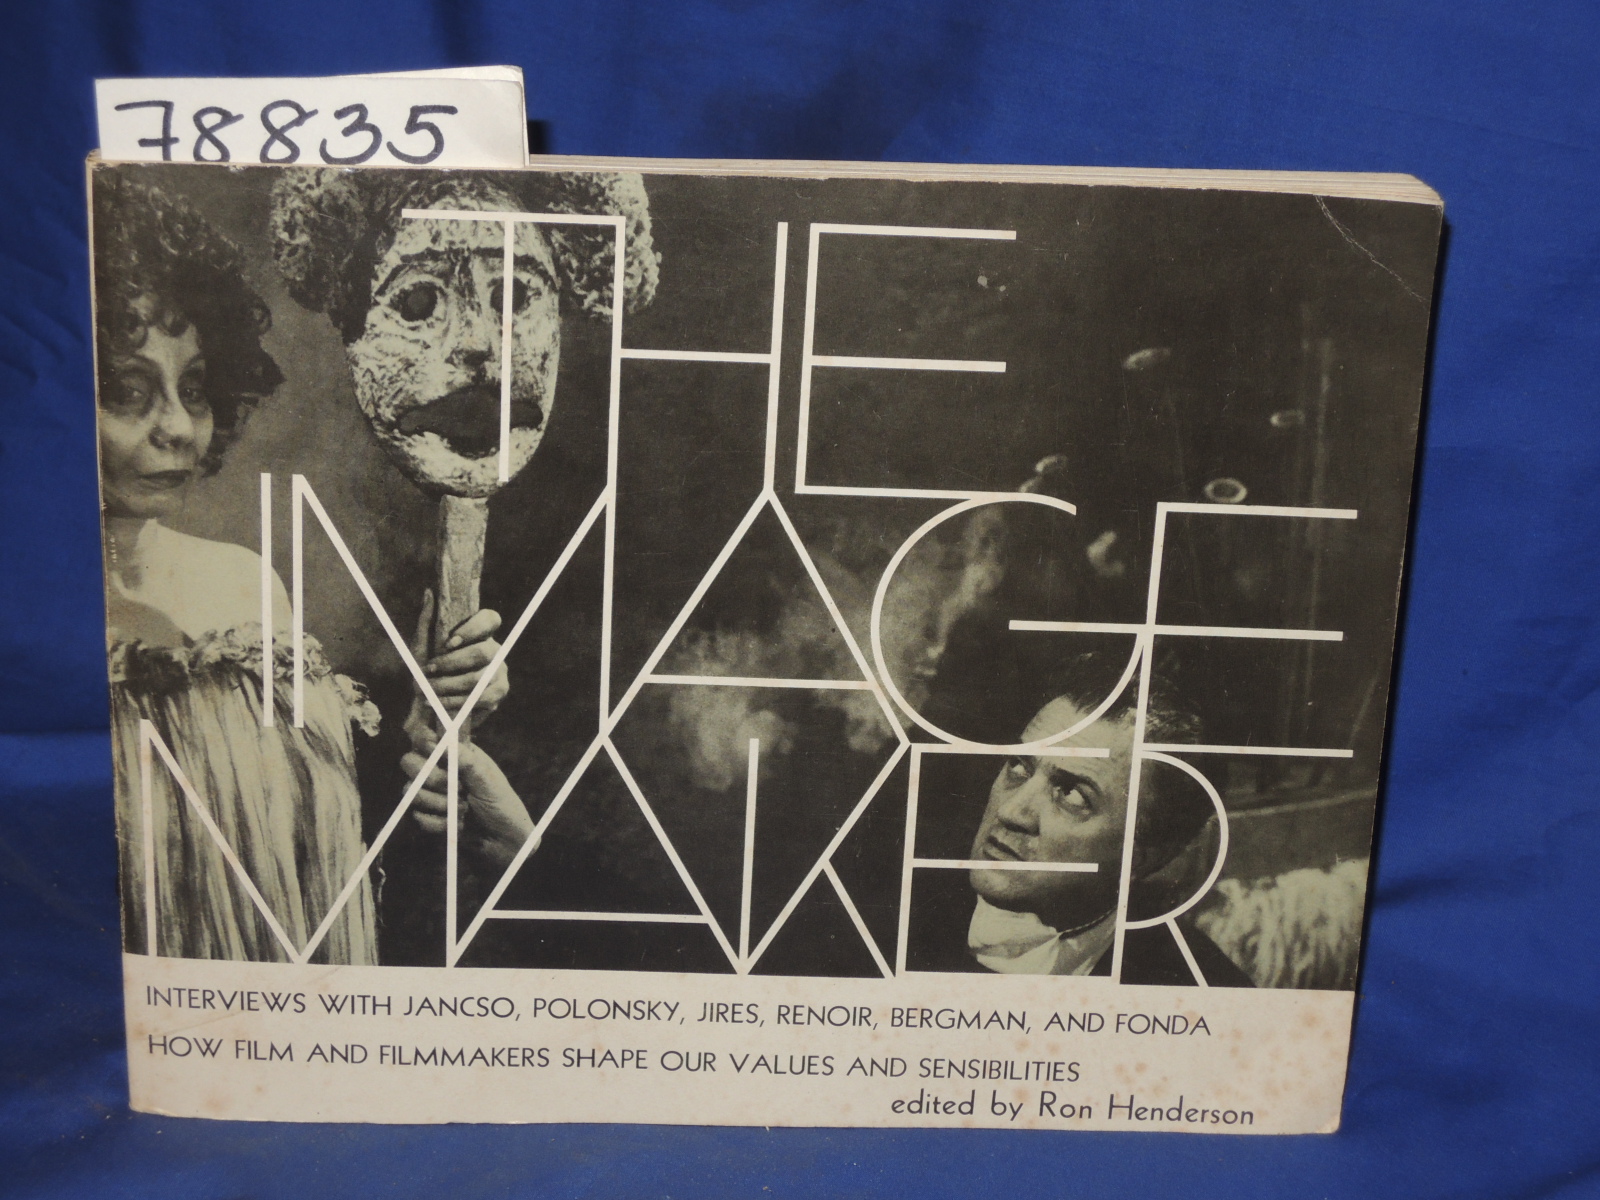 78835
THE
IMAGE
MAKER
INTERVIEWS WITH JANCSO, POLONSKY, JIRES, RENOIR, BERGMAN, AND FONDA
HOW FILM AND FILMMAKERS SHAPE OUR VALUES AND SENSIBILITIES
edited by Ron Henderson